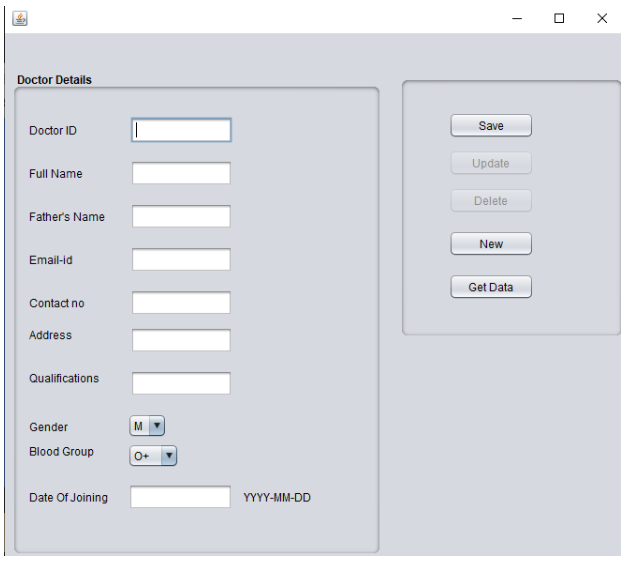 Doctor Details
Doctor ID
Full Name
Father's Name
Email-id
Contact no
Address
Qualifications
Gender M
Blood Group O+
Date Of Joining YYYY-MM-DD
Save
Update
Delete
New
Get Data